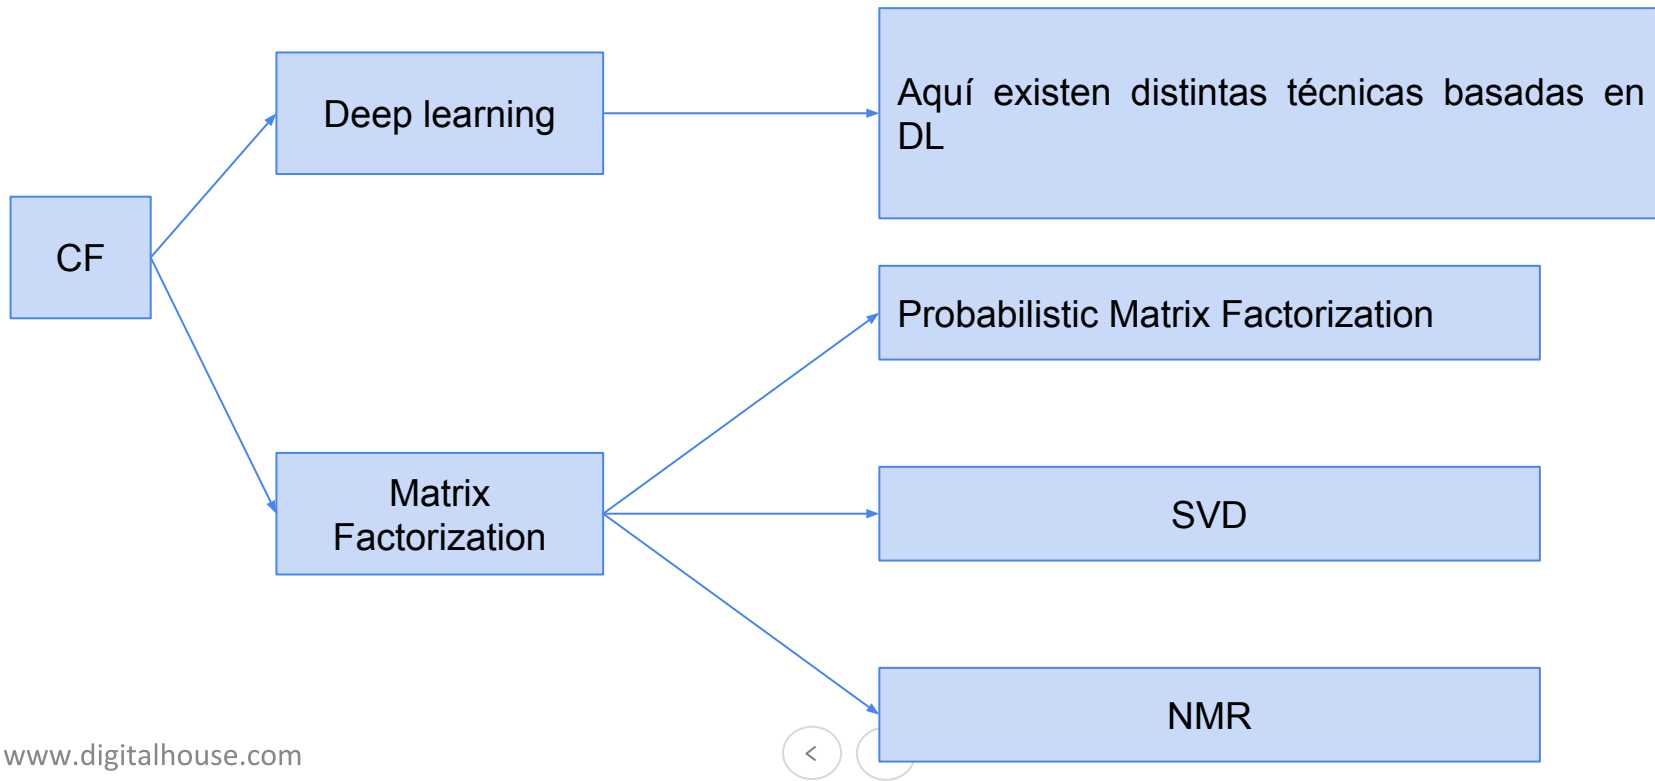 Deep learning
Aquí existen distintas técnicas basadas en
DL
CF
Probabilistic Matrix Factorization
Matrix
Factorization
SVD
NMR
www.digitalhouse.com
<